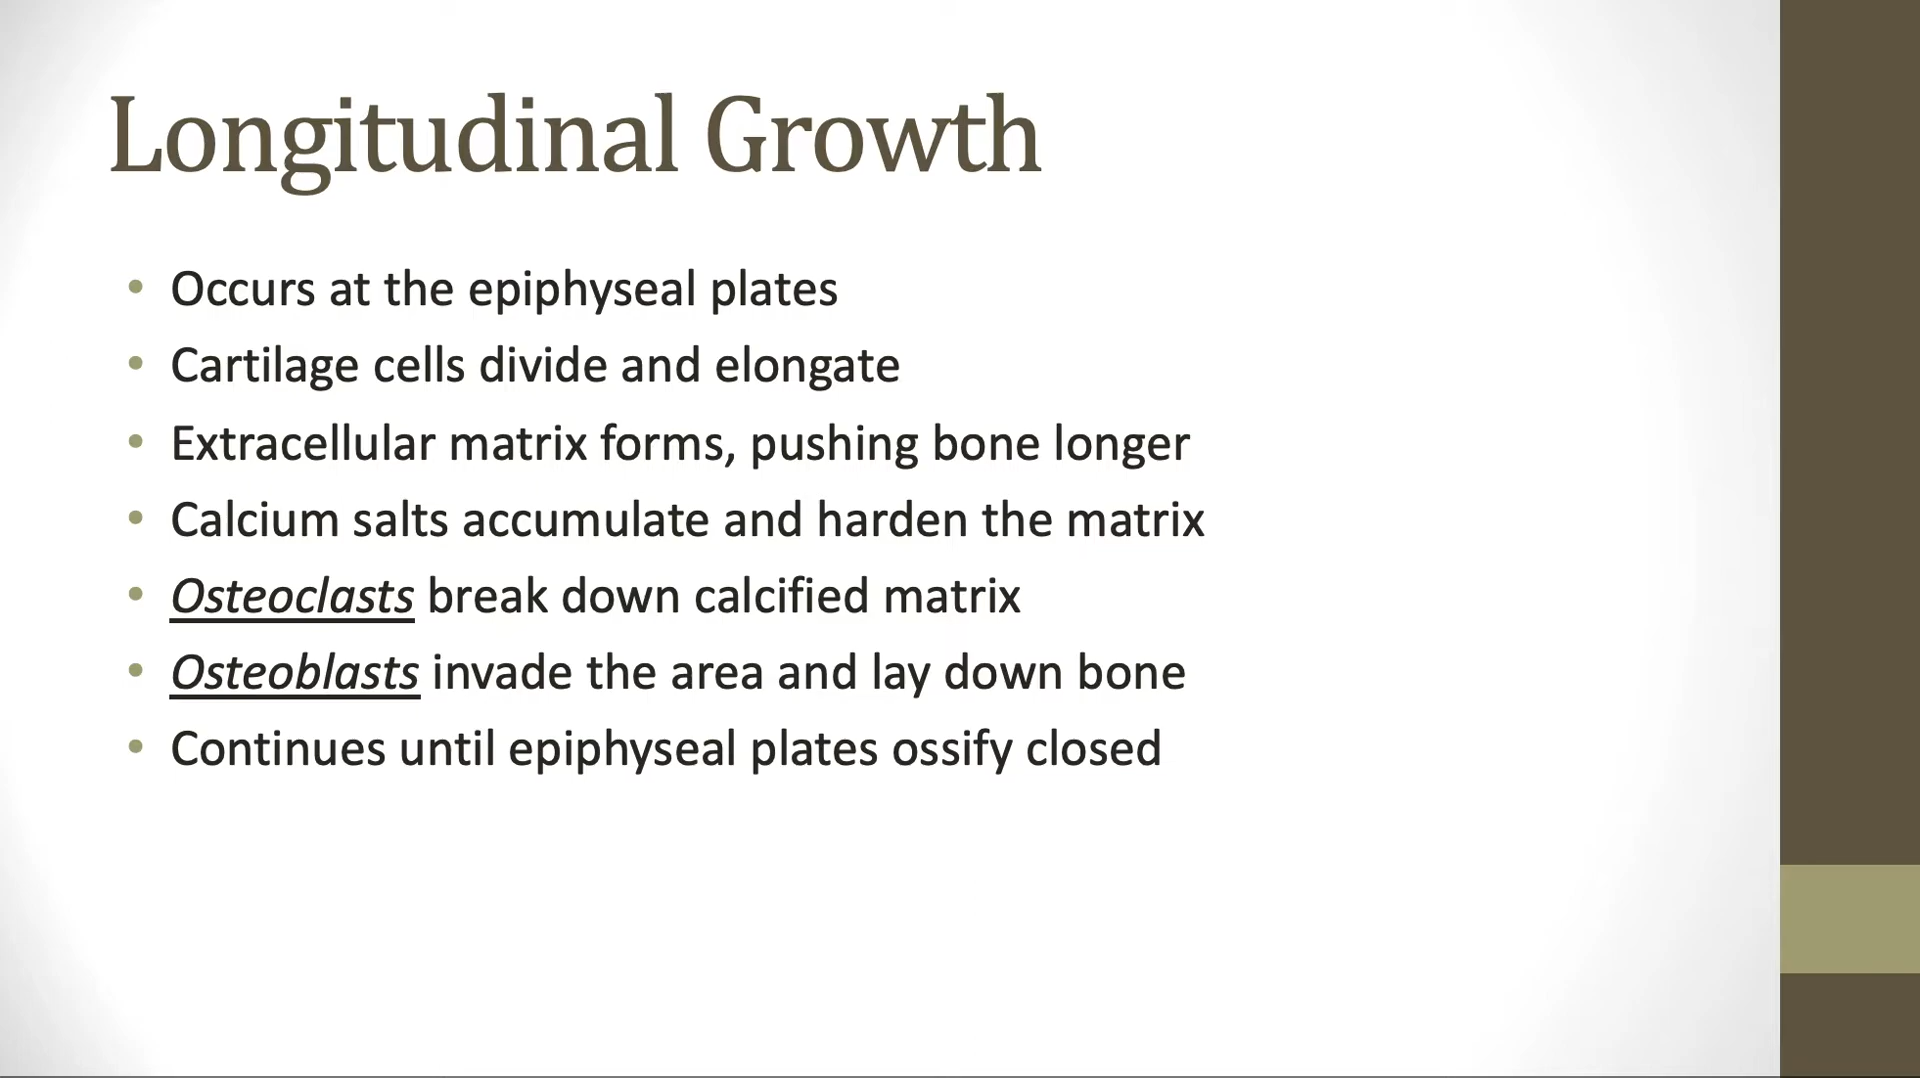 Longitudinal Growth
• Occurs at the epiphyseal plates
• Cartilage cells divide and elongate
• Extracellular matrix forms, pushing bone longer
• Calcium salts accumulate and harden the matrix
• Osteoclasts break down calcified matrix
• Osteoblasts invade the area and lay down bone
• Continues until epiphyseal plates ossify closed